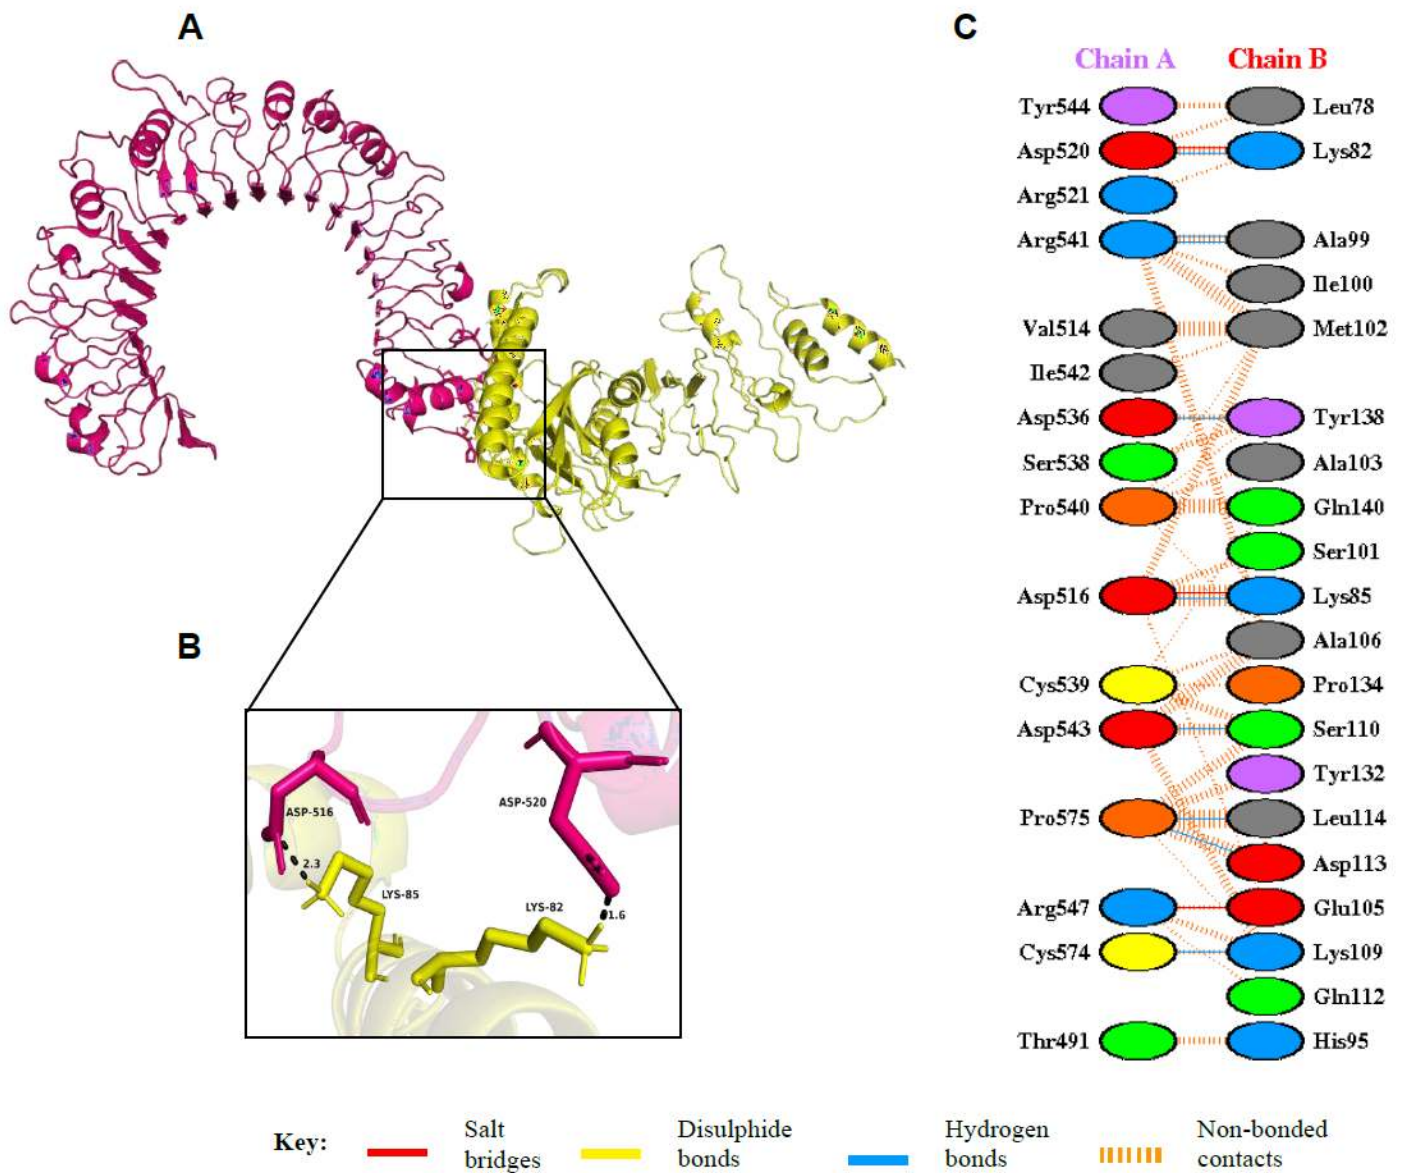 A
C
Chain A Chain B
Tyr544 Leu78
Asp520 Lys82
Arg521
Arg541 Ala99
Ile100
Val514 Met102
Ile542
Asp536 Tyr138
Ser538 Ala103
Pro540 Gln140
Ser101
Asp516 Lys85
Ala106
Cys539 Pro134
Asp543 Ser110
Tyr132
Pro575 Leu114
Asp113
Arg547 Glu105
Cys574 Lys109
Gln112
Thr491 His95
B
ASP-516
ASP-520
2.3
LYS-85
LYS-82
1.6
Key:
Salt
bridges
Disulphide
bonds
Hydrogen
bonds
Non-bonded
contacts